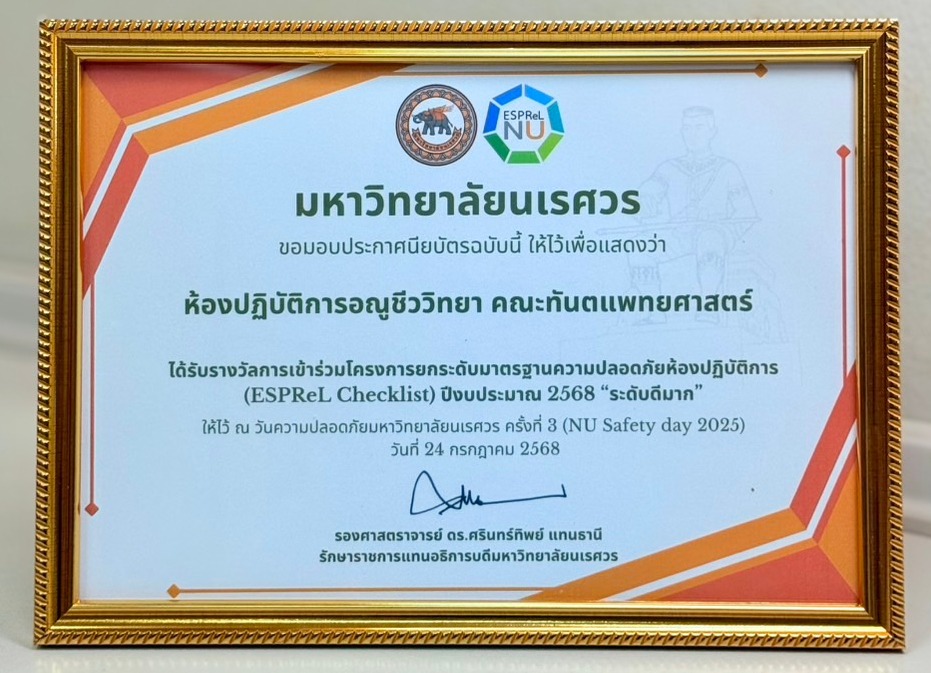 ESPReL
NU
มหาวิทยาลัยนเรศวร
ขอมอบประกาศนียบัตรฉบับนี้ ให้ไว้เพื่อแสดงว่า
ห้องปฏิบัติการอณูชีววิทยา คณะทันตแพทยศาสตร์
ได้รับรางวัลการเข้าร่วมโครงการยกระดับมาตรฐานความปลอดภัยห้องปฏิบัติการ
(ESPReL Checklist) ปีงบประมาณ 2568 “ระดับดีมาก”
ให้ไว้ ณ วันความปลอดภัยมหาวิทยาลัยนเรศวร ครั้งที่ 3 (NU Safety day 2025)
วันที่ 24 กรกฎาคม 2568
รองศาสตราจารย์ ดร.ศรินทร์ทิพย์ แทนธานี
รักษาราชการแทนอธิการบดีมหาวิทยาลัยนเรศวร